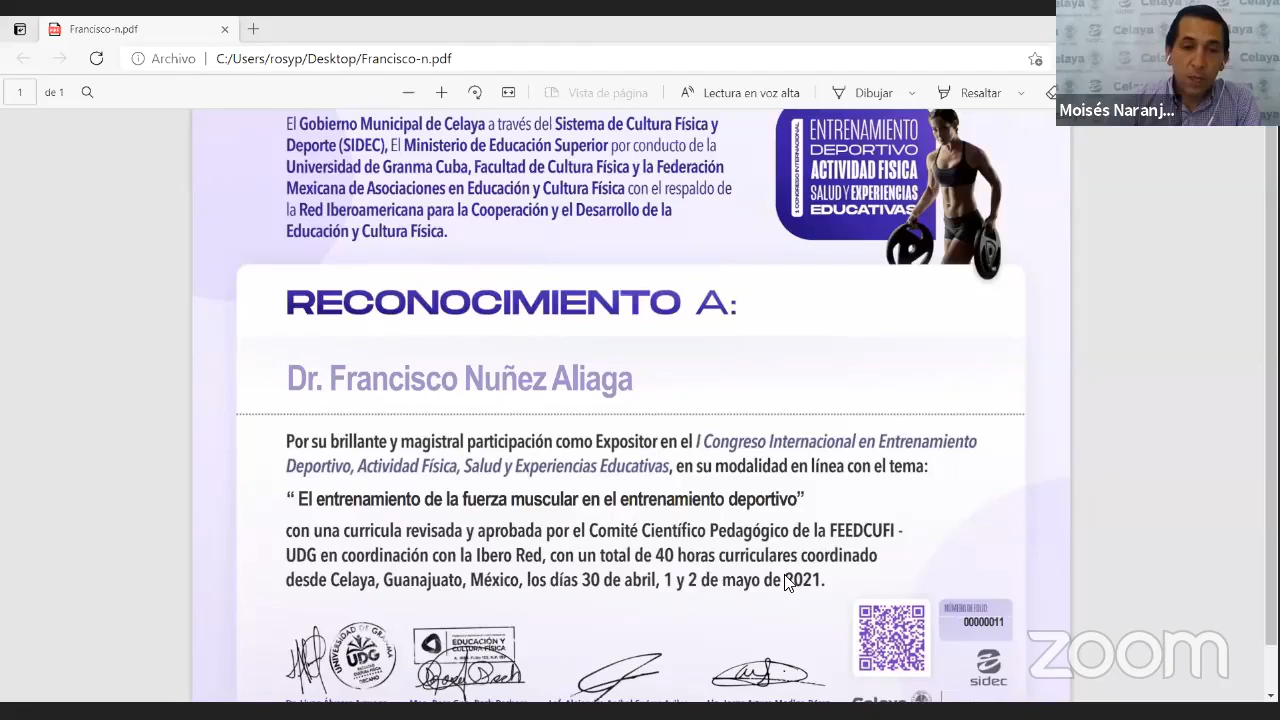 Francisco-n.pdf
Archivo C:/Users/rosyp/Desktop/Francisco-n.pdf
1 de 1 Vista de página Lectura en voz alta Dibujar Resaltar
Celaya
Moisés Naranj...
El Gobierno Municipal de Celaya a través del Sistema de Cultura Física y
Deporte (SIDEC), El Ministerio de Educación Superior por conducto de la
Universidad de Granma Cuba, Facultad de Cultura Física y la Federación
Mexicana de Asociaciones en Educación y Cultura Física con el respaldo de
la Red Iberoamericana para la Cooperación y el Desarrollo de la
Educación y Cultura Física.
1 CONGRESO INTERNACIONAL
ENTRENAMIENTO
DEPORTIVO
ACTIVIDAD FISICA
SALUD Y EXPERIENCIAS
EDUCATIVAS
RECONOCIMIENTO A:
Dr. Francisco Nuñez Aliaga
Por su brillante y magistral participación como Expositor en el I Congreso Internacional en Entrenamiento
Deportivo, Actividad Física, Salud y Experiencias Educativas, en su modalidad en línea con el tema:
“ El entrenamiento de la fuerza muscular en el entrenamiento deportivo”
con una curricula revisada y aprobada por el Comité Científico Pedagógico de la FEEDCUFI -
UDG en coordinación con la Ibero Red, con un total de 40 horas curriculares coordinado
desde Celaya, Guanajuato, México, los días 30 de abril, 1 y 2 de mayo de 2021.
UDG
EDUCACIÓN Y
CULTURA FÍSICA
NÚMERO DE FOLIO:
00000011
sidec
Celaya
zoom